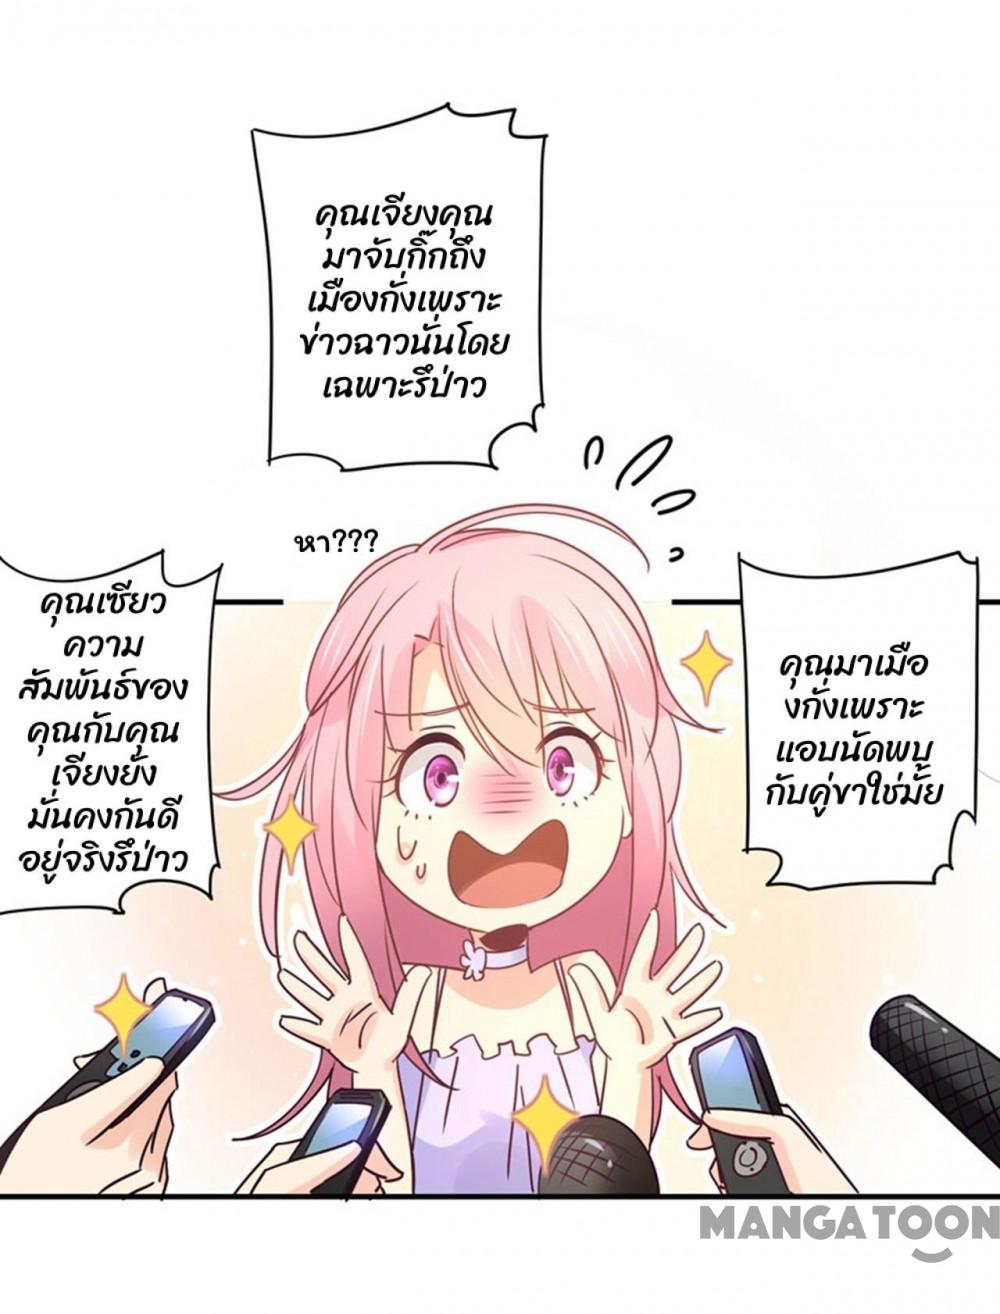 คุณเจียงคุณ
มาจับกิ๊กถึง
เมืองกั่งเพราะ
ข่าวฉาวนั่นโดย
เฉพาะรึป่าว
หา???
คุณเซียว
ความ
สัมพันธ์ของ
คุณกับคุณ
เจียงยัง
มั่นคงกันดี
อยู่จริงรึป่าว
คุณมาเมือ
งกั่งเพราะ
แอบนัดพบ
กับคู่ขาใช่มั้ย
MANGATOON